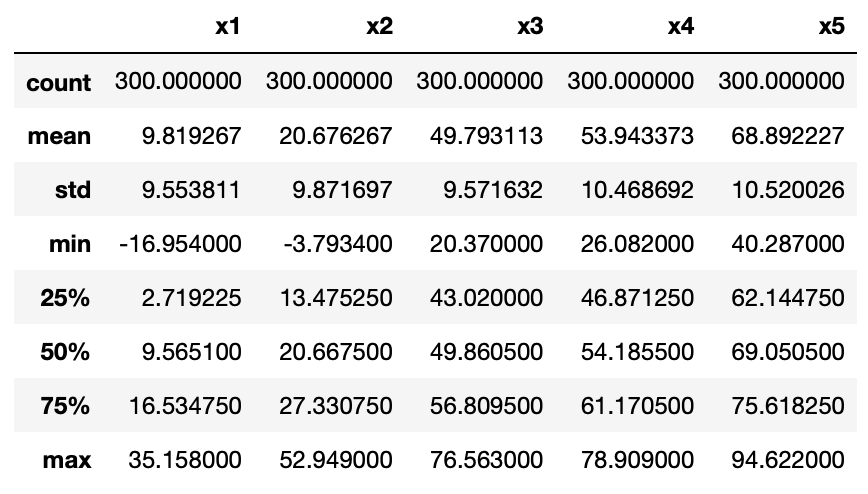 x1 x2 x3 x4 x5
count 300.000000 300.000000 300.000000 300.000000 300.000000
mean 9.819267 20.676267 49.793113 53.943373 68.892227
std 9.553811 9.871697 9.571632 10.468692 10.520026
min -16.954000 -3.793400 20.370000 26.082000 40.287000
25% 2.719225 13.475250 43.020000 46.871250 62.144750
50% 9.565100 20.667500 49.860500 54.185500 69.050500
75% 16.534750 27.330750 56.809500 61.170500 75.618250
max 35.158000 52.949000 76.563000 78.909000 94.622000